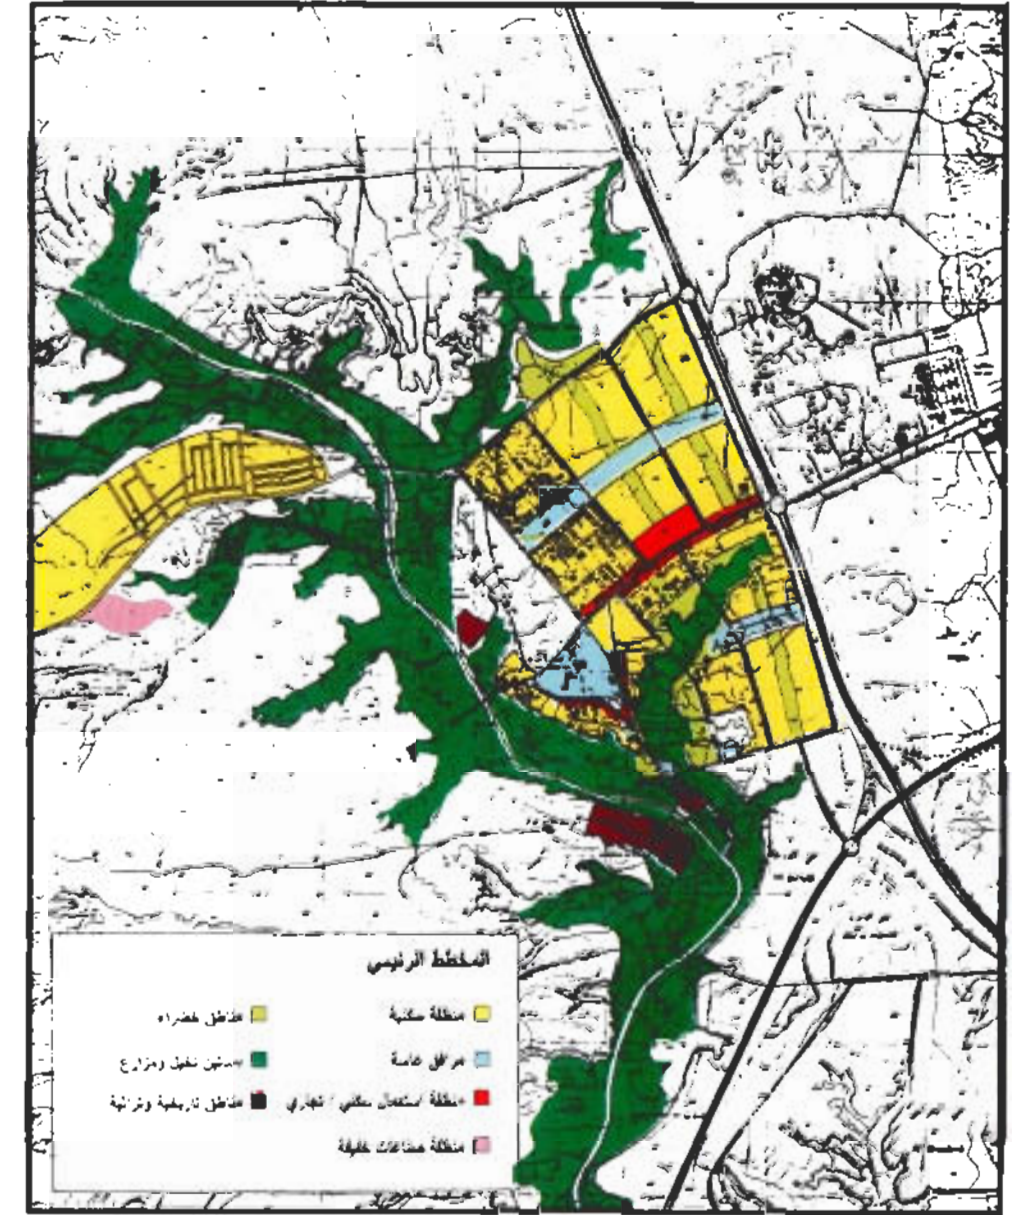 المخطط الرئيسي
منطقة سكنية
مرافق عامة
منطقة استعمال سكني / تجاري
منطقة صناعات خفيفة
مناطق خضراء
بساتين نخيل ومزارع
مناطق تاريخية وتراثية